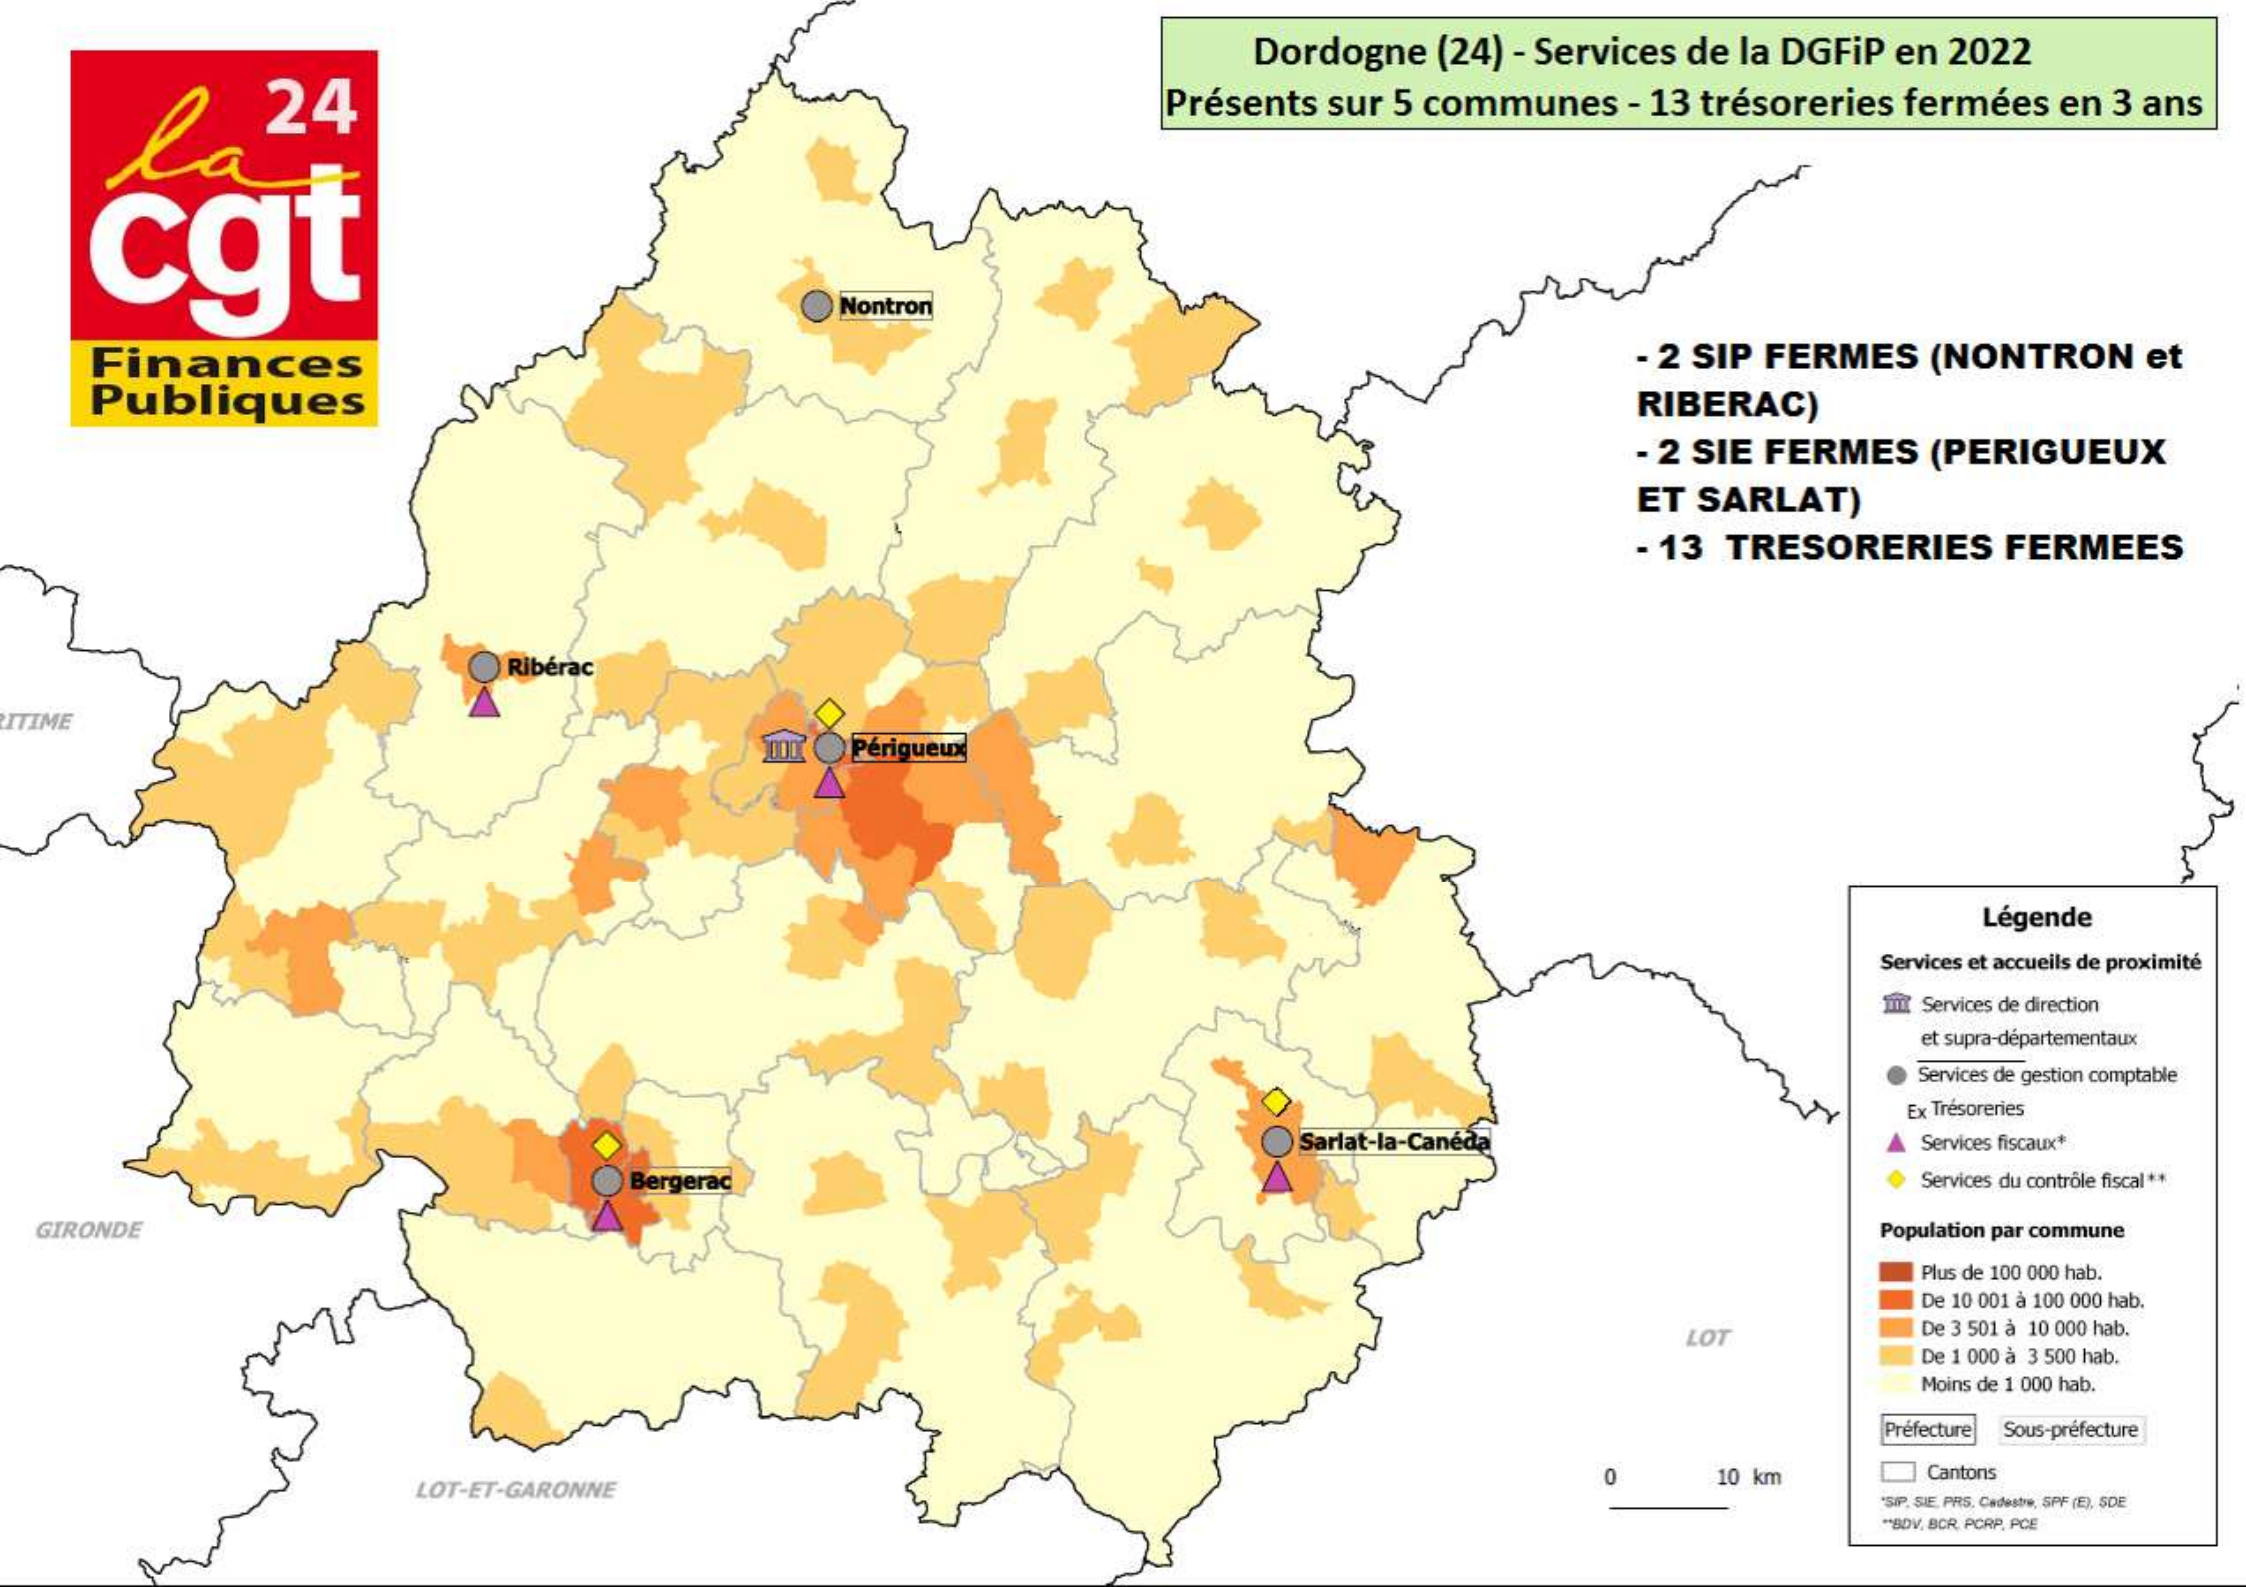 24
la
cgt
Finances
Publiques
Dordogne (24) - Services de la DGFiP en 2022
Présents sur 5 communes - 13 trésoreries fermées en 3 ans
- 2 SIP FERMES (NONTRON et
RIBERAC)
- 2 SIE FERMES (PERIGUEUX
ET SARLAT)
- 13 TRESORERIES FERMEES
Nontron
Ribérac
RITIME
Périgueux
Sarlat-la-Canéda
Bergerac
GIRONDE
LOT
LOT-ET-GARONNE
0 10 km
Légende
Services et accueils de proximité
Services de direction
et supra-départementaux
Services de gestion comptable
Ex Trésoreries
Services fiscaux*
Services du contrôle fiscal**
Population par commune
Plus de 100 000 hab.
De 10 001 à 100 000 hab.
De 3 501 à 10 000 hab.
De 1 000 à 3 500 hab.
Moins de 1 000 hab.
Préfecture Sous-préfecture
Cantons
*SIP, SIE, PRS, Cadastre, SPF (E), SDE
**BDV, BCR, PCRP, PCE